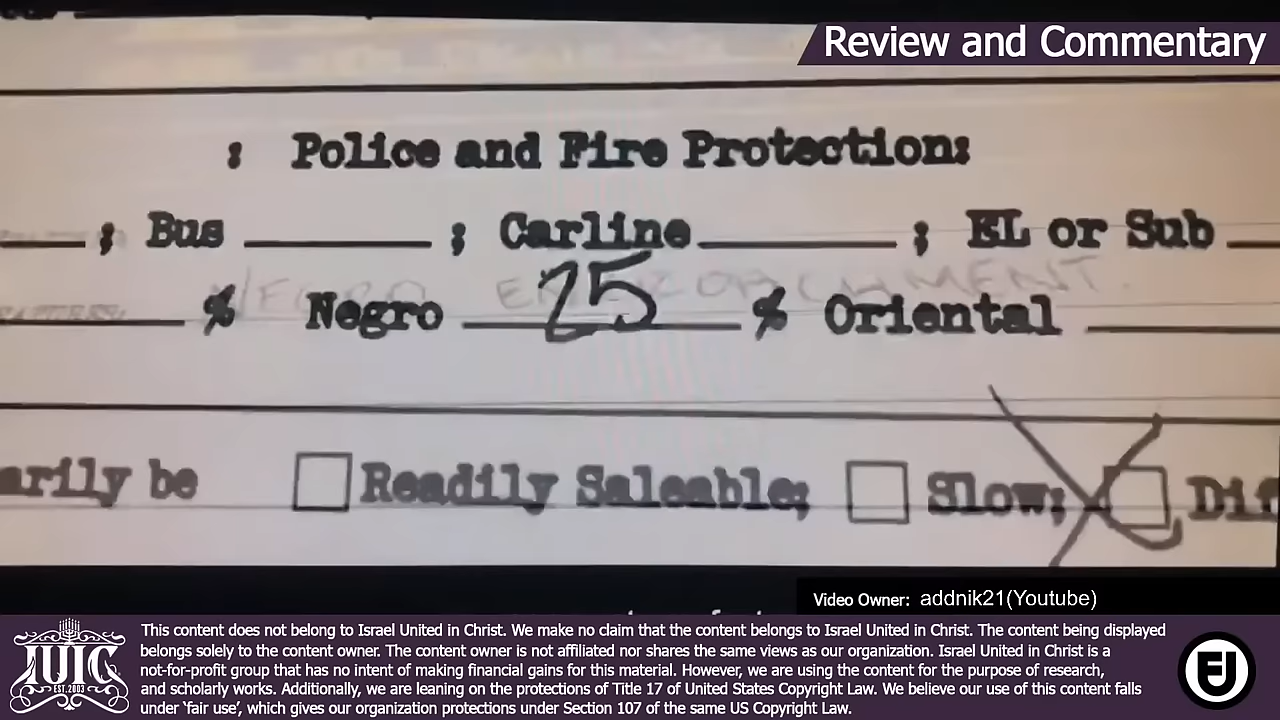 Review and Commentary
: Police and Fire Protection:
; Bus ; Carline ; EL or Sub
NEGRO
% Negro 25 % Oriental
arily be Readily Saleable; Slow; Dif
Video Owner: addnik21(Youtube)
IUIC
EST.2003
This content does not belong to Israel United in Christ. We make no claim that the content belongs to Israel United in Christ. The content being displayed
belongs solely to the content owner. The content owner is not affiliated nor shares the same views as our organization. Israel United in Christ is a
not-for-profit group that has no intent of making financial gains for this material. However, we are using the content for the purpose of research,
and scholarly works. Additionally, we are leaning on the protections of Title 17 of United States Copyright Law. We believe our use of this content falls
under ‘fair use’, which gives our organization protections under Section 107 of the same US Copyright Law.